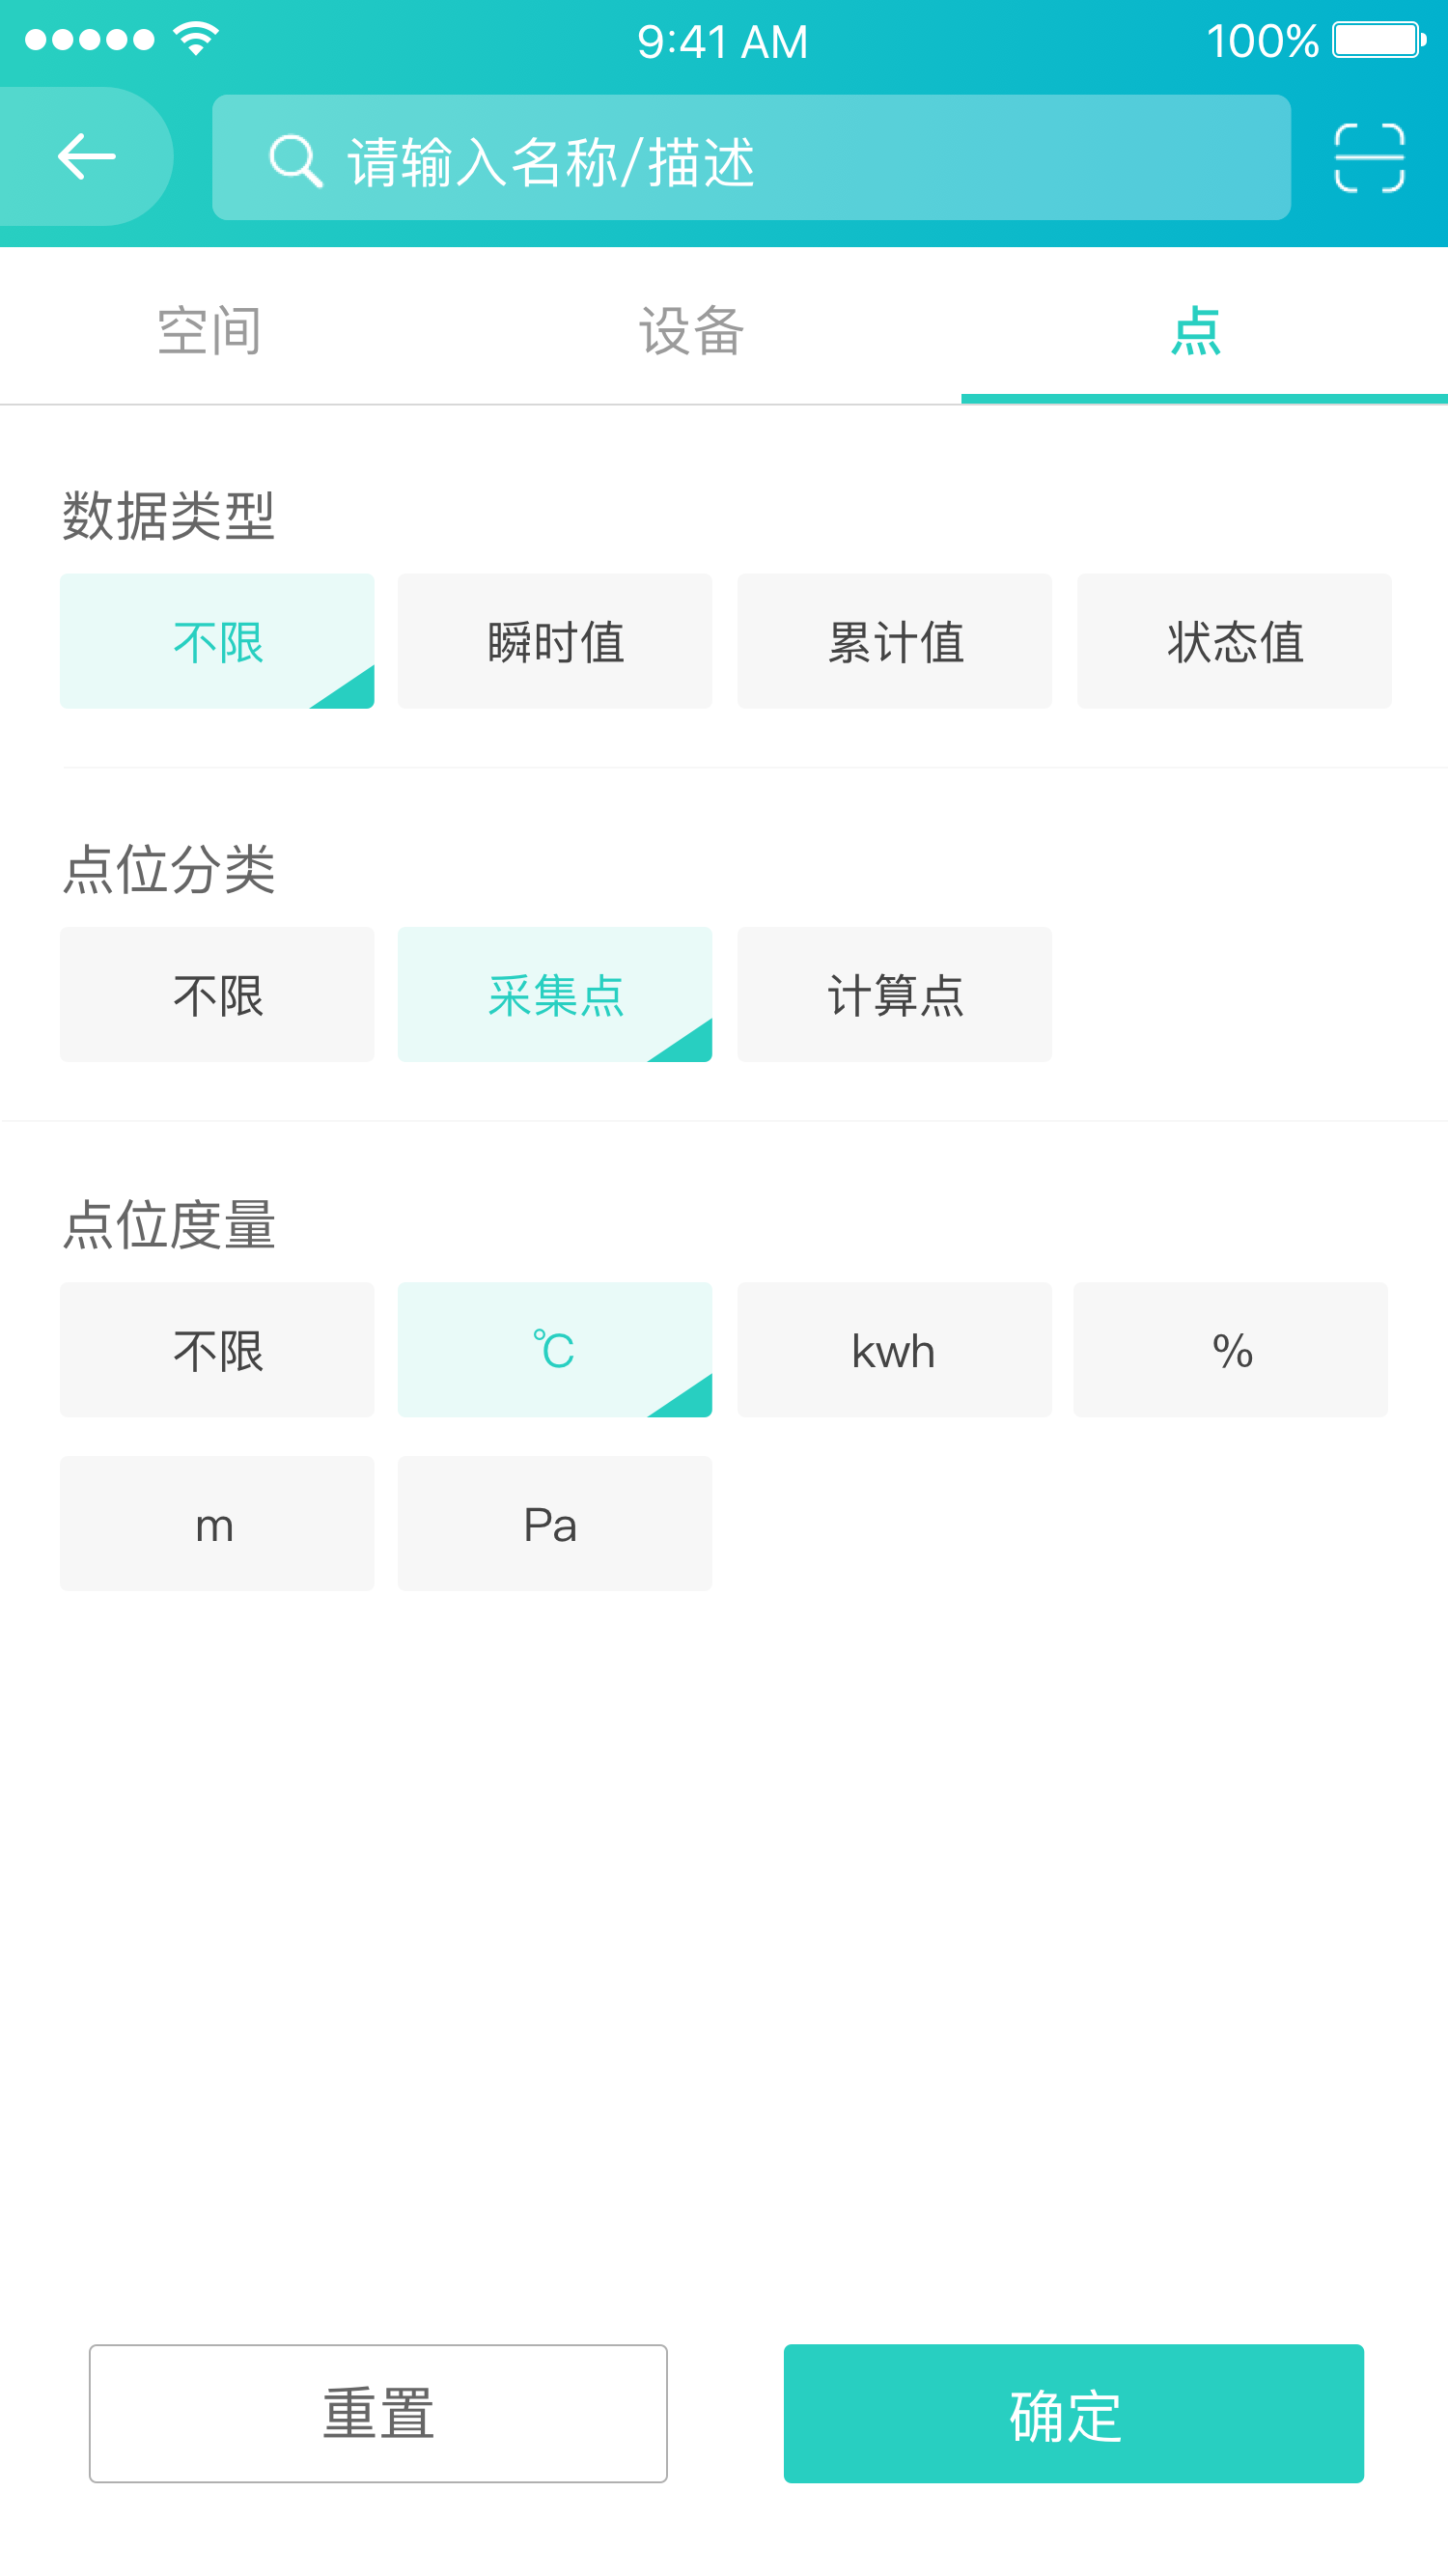 9:41 AM 100%
请输入名称/描述
空间 设备 点
数据类型
不限 瞬时值 累计值 状态值
点位分类
不限 采集点 计算点
点位度量
不限 ℃ kwh %
m Pa
重置 确定